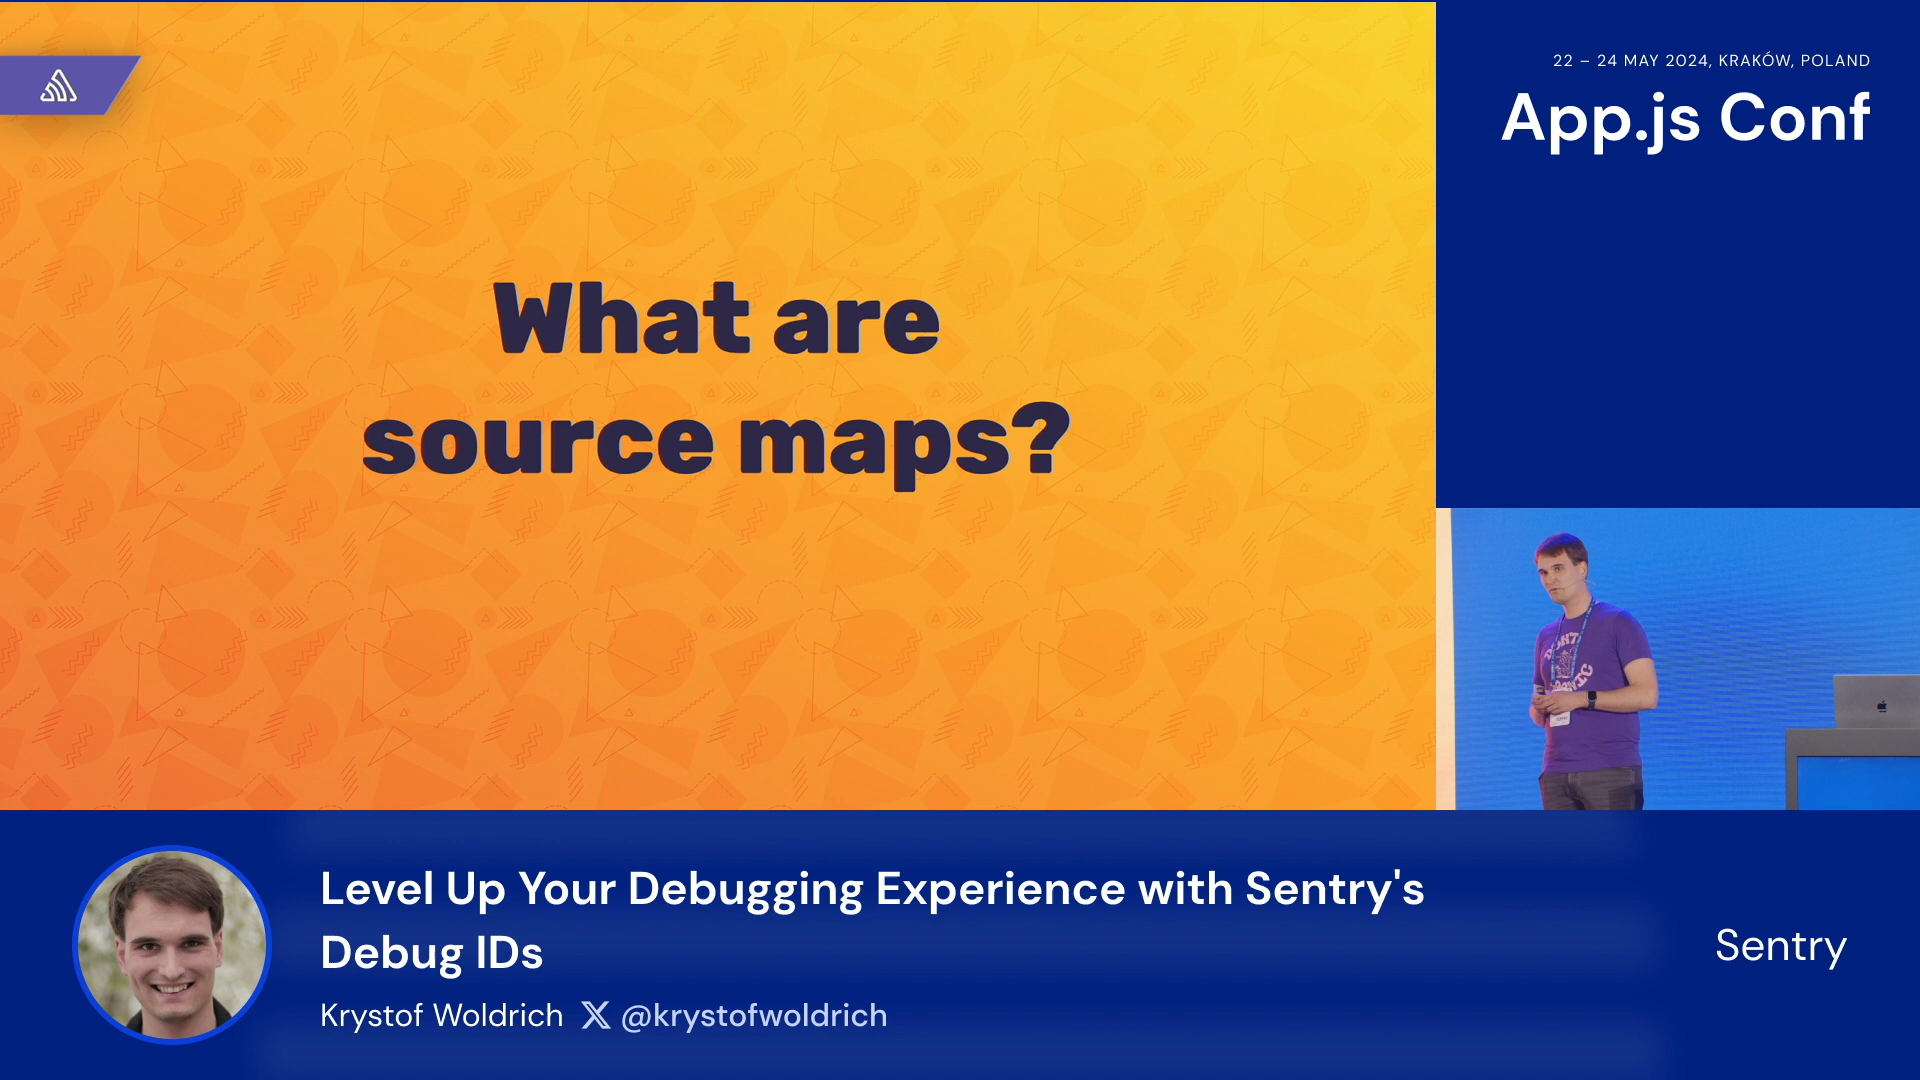 22 – 24 MAY 2024, KRAKÓW, POLAND
App.js Conf
What are
source maps?
Level Up Your Debugging Experience with Sentry's
Debug IDs
Krystof Woldrich X @krystofwoldrich
Sentry